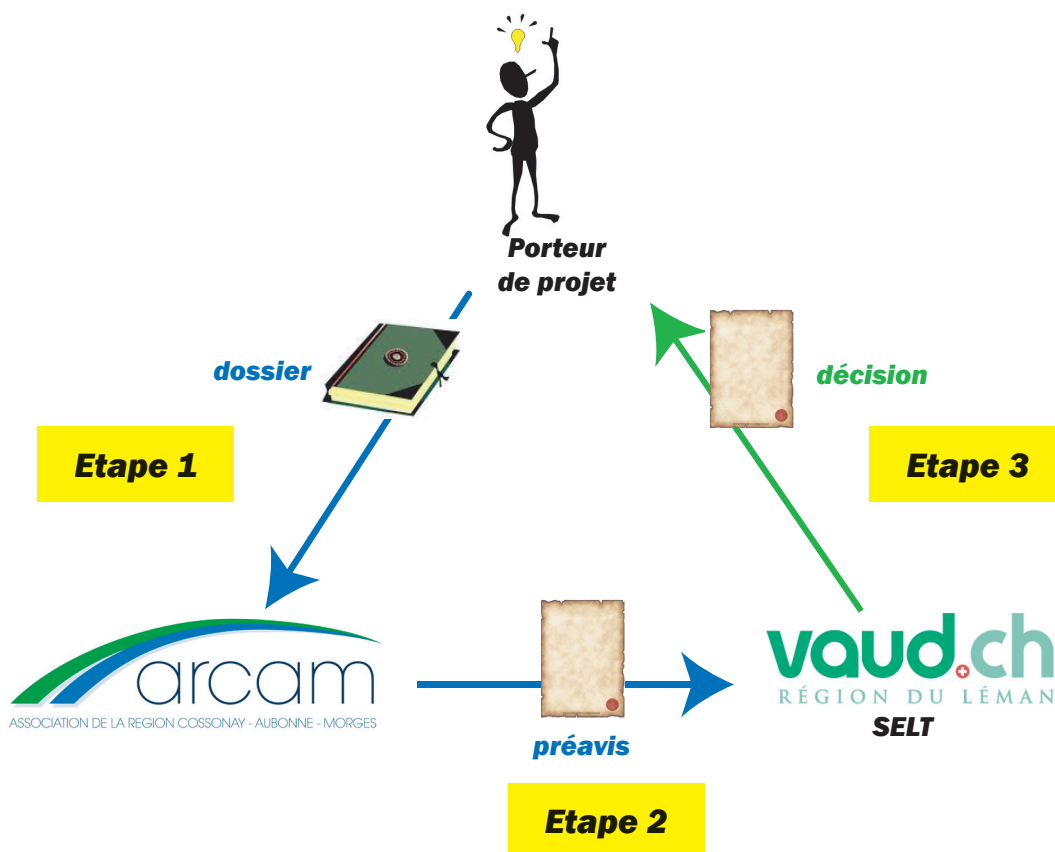 Porteur
de projet
dossier
décision
Etape 1
Etape 3
arcam
ASSOCIATION DE LA REGION COSSONAY - AUBONNE - MORGES
vaud.ch
RÉGION DU LÉMAN
SELT
préavis
Etape 2